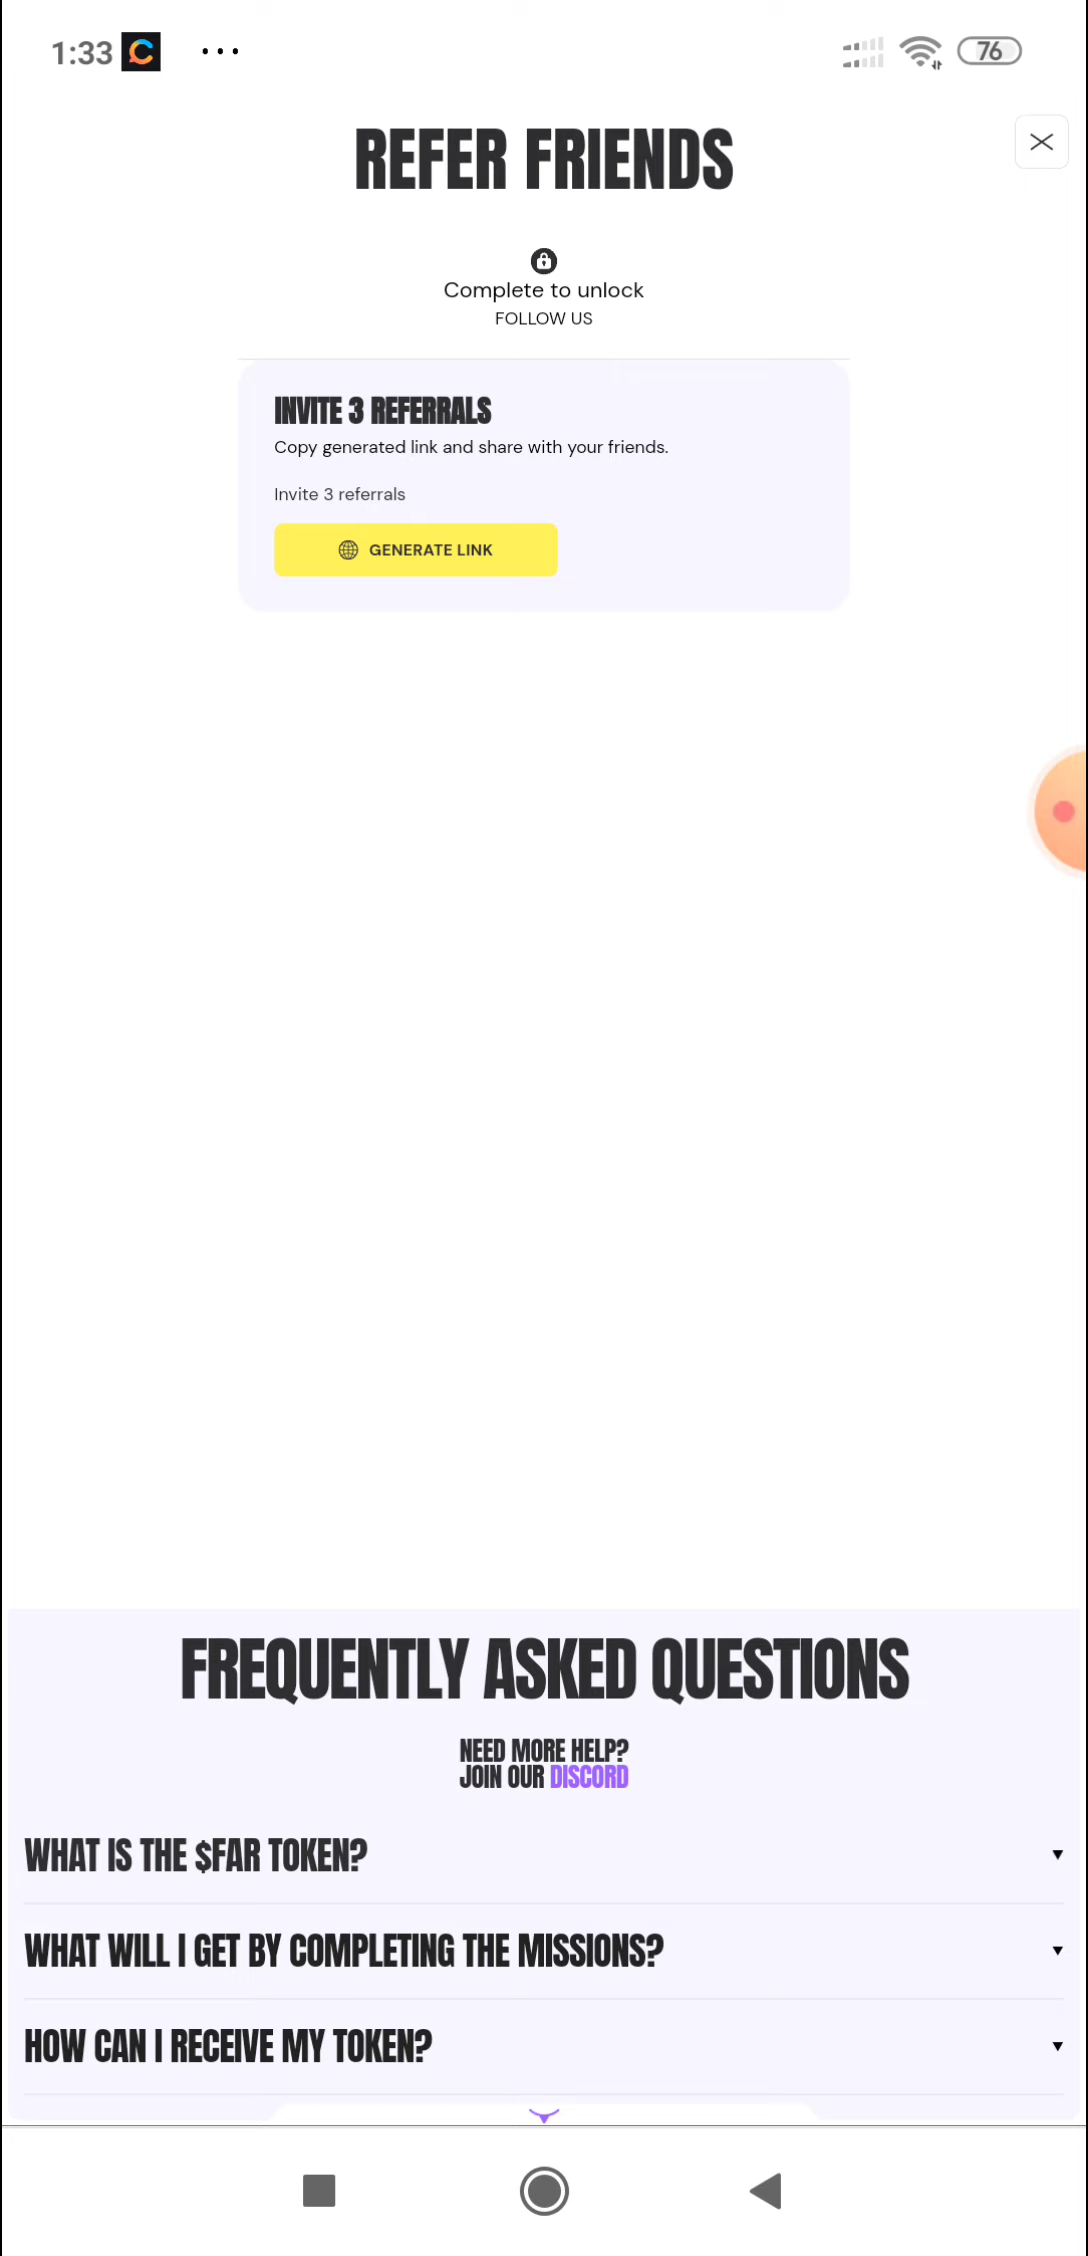 1:33
76
REFER FRIENDS
Complete to unlock
FOLLOW US
INVITE 3 REFERRALS
Copy generated link and share with your friends.
Invite 3 referrals
GENERATE LINK
FREQUENTLY ASKED QUESTIONS
NEED MORE HELP?
JOIN OUR DISCORD
WHAT IS THE $FAR TOKEN?
WHAT WILL I GET BY COMPLETING THE MISSIONS?
HOW CAN I RECEIVE MY TOKEN?